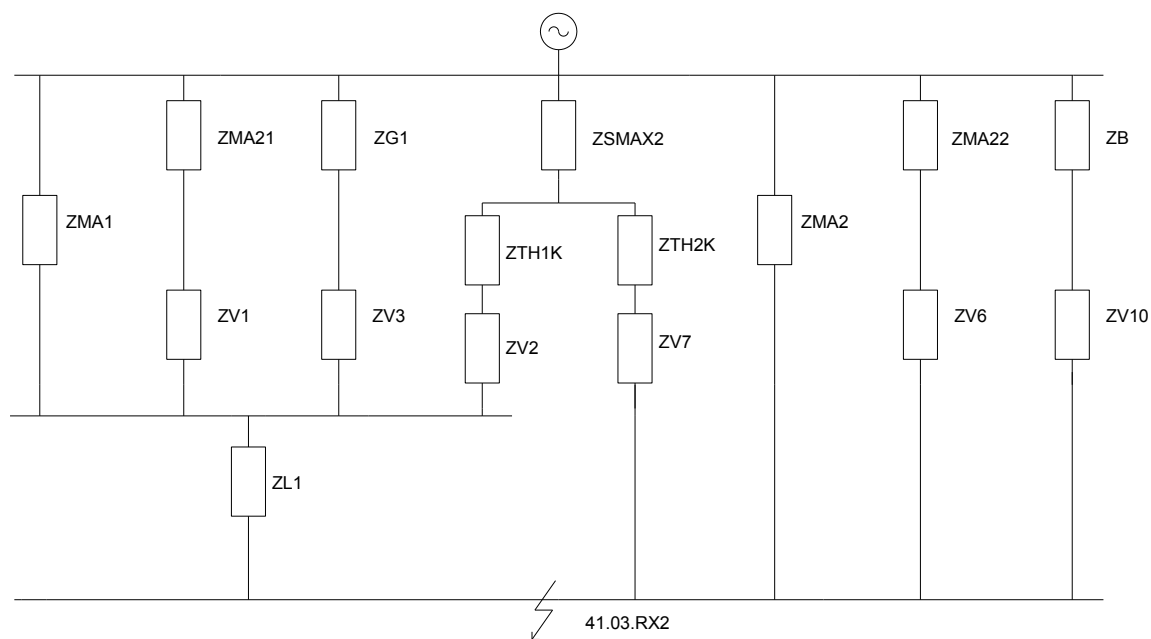 ZMA21
ZG1
ZSMAX2
ZMA22
ZB
ZMA1
ZMA2
ZTH1K
ZTH2K
ZV1
ZV3
ZV2
ZV7
ZV6
ZV10
ZL1
41.03.RX2